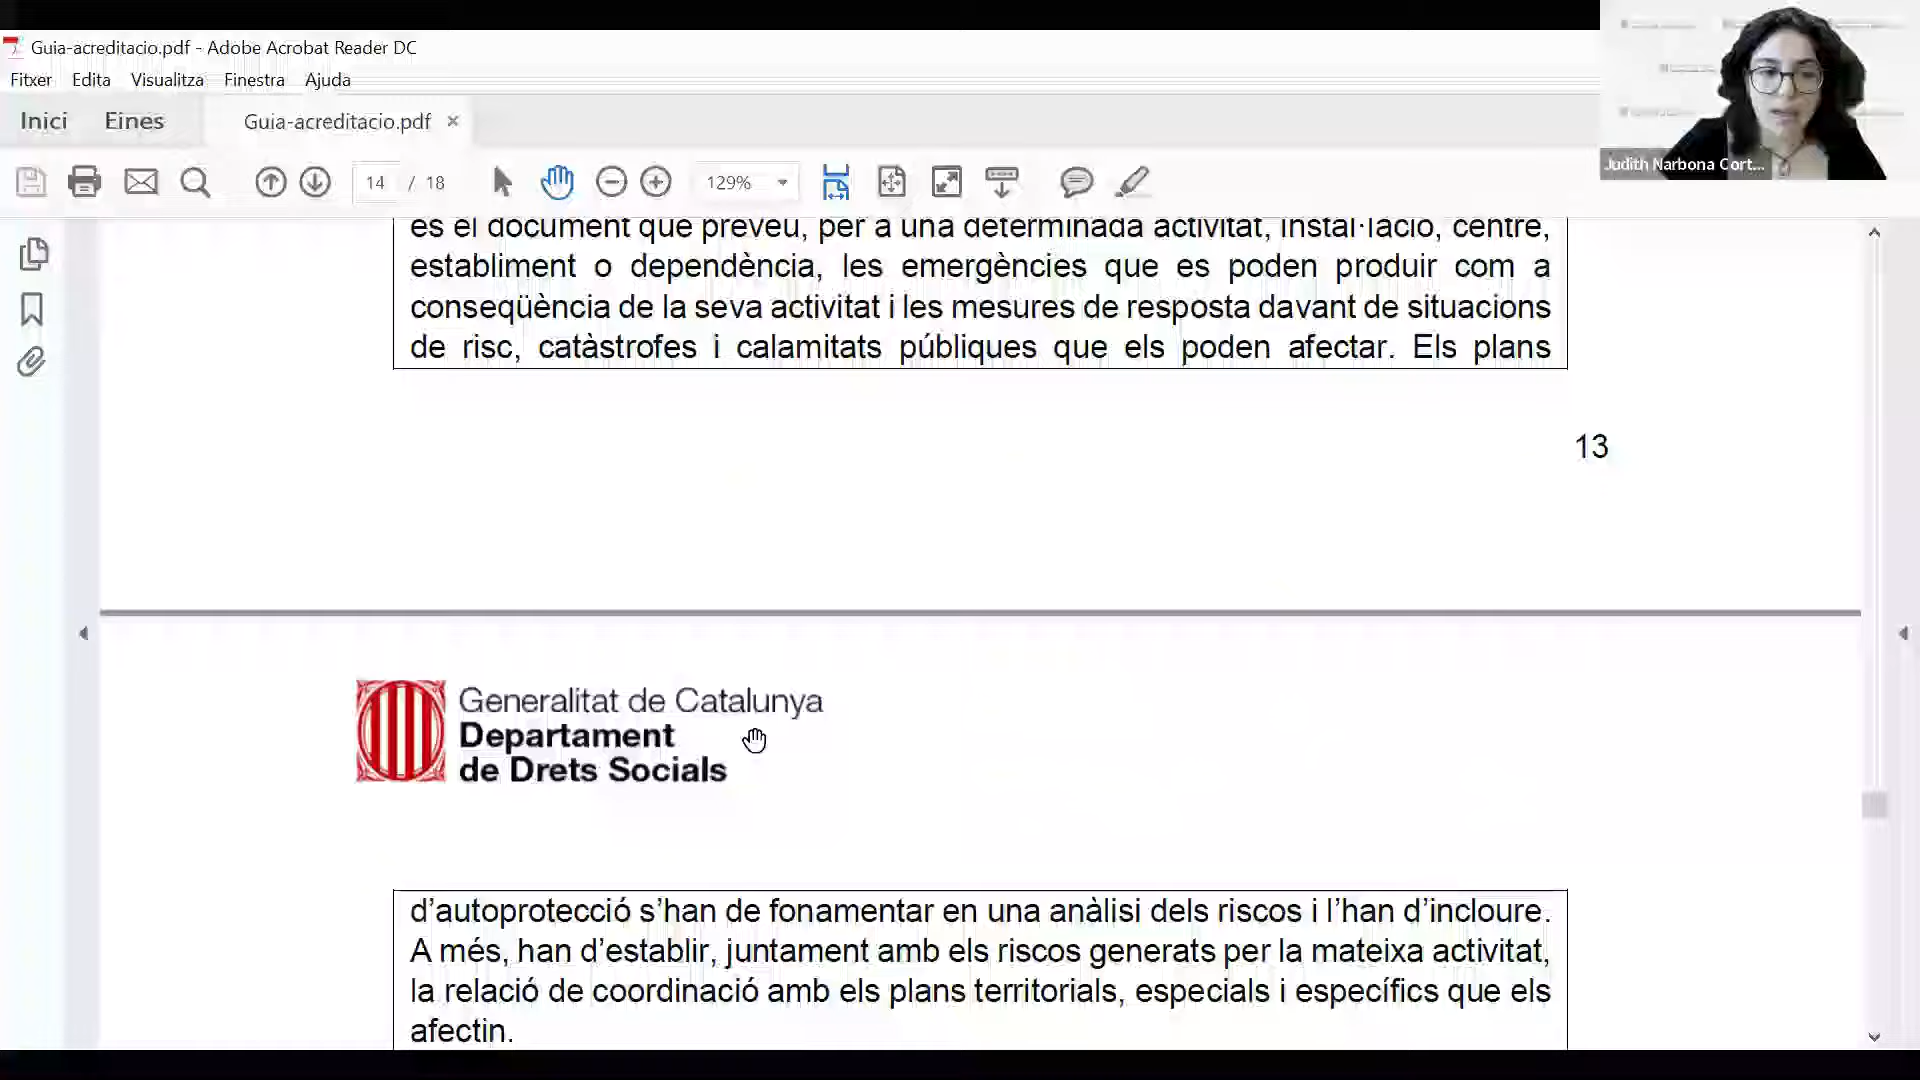 Guia-acreditacio.pdf - Adobe Acrobat Reader DC
Fitxer Edita Visualitza Finestra Ajuda
Inici Eines Guia-acreditacio.pdf ×
14 / 18 129%
Judith Narbona Cort...
és el document que preveu, per a una determinada activitat, instal·lació, centre,
establiment o dependència, les emergències que es poden produir com a
conseqüència de la seva activitat i les mesures de resposta davant de situacions
de risc, catàstrofes i calamitats públiques que els poden afectar. Els plans
13
Generalitat de Catalunya
Departament
de Drets Socials
d’autoprotecció s’han de fonamentar en una anàlisi dels riscos i l’han d’incloure.
A més, han d’establir, juntament amb els riscos generats per la mateixa activitat,
la relació de coordinació amb els plans territorials, especials i específics que els
afectin.